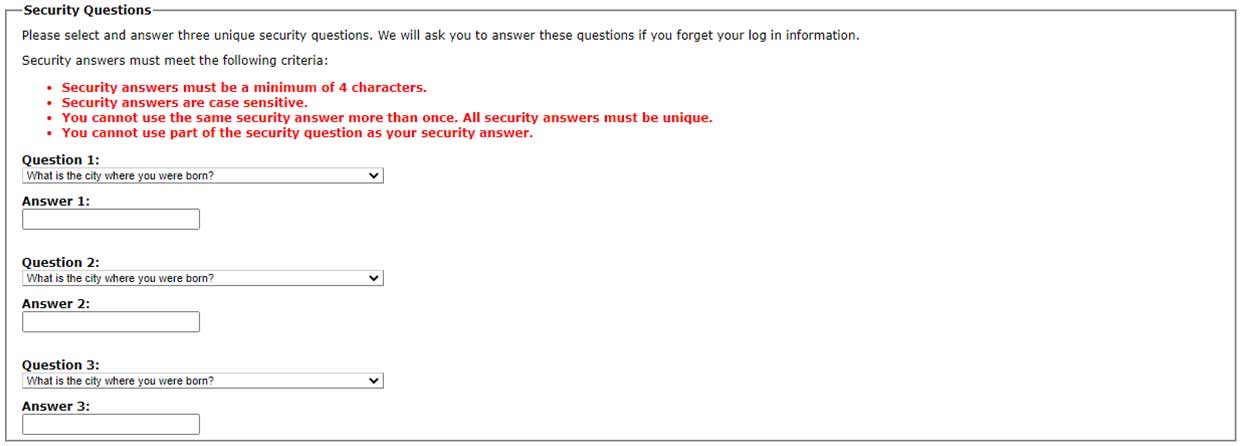 Security Questions
Please select and answer three unique security questions. We will ask you to answer these questions if you forget your log in information.
Security answers must meet the following criteria:
• Security answers must be a minimum of 4 characters.
• Security answers are case sensitive.
• You cannot use the same security answer more than once. All security answers must be unique.
• You cannot use part of the security question as your security answer.
Question 1:
What is the city where you were born?
Answer 1:
Question 2:
What is the city where you were born?
Answer 2:
Question 3:
What is the city where you were born?
Answer 3: